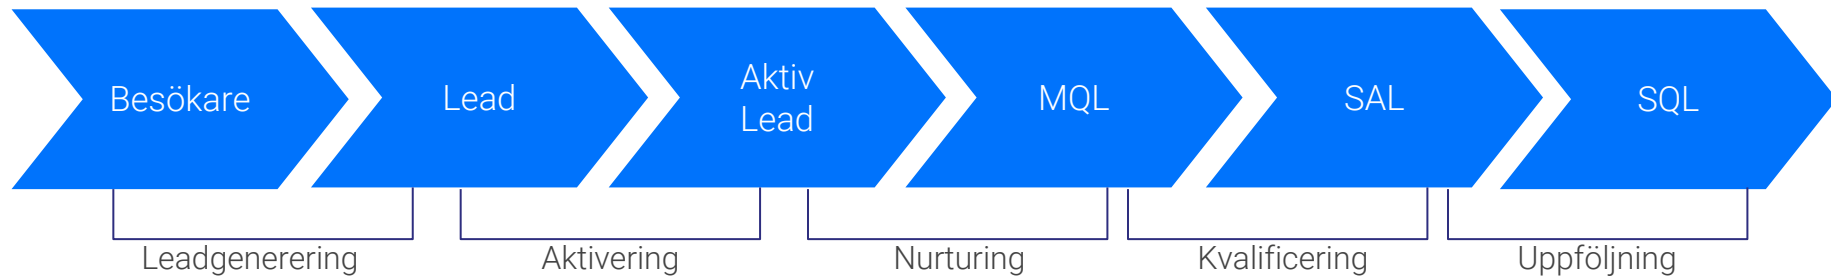 Besökare
Lead
Aktiv
Lead
MQL
SAL
SQL
Leadgenerering
Aktivering
Nurturing
Kvalificering
Uppföljning